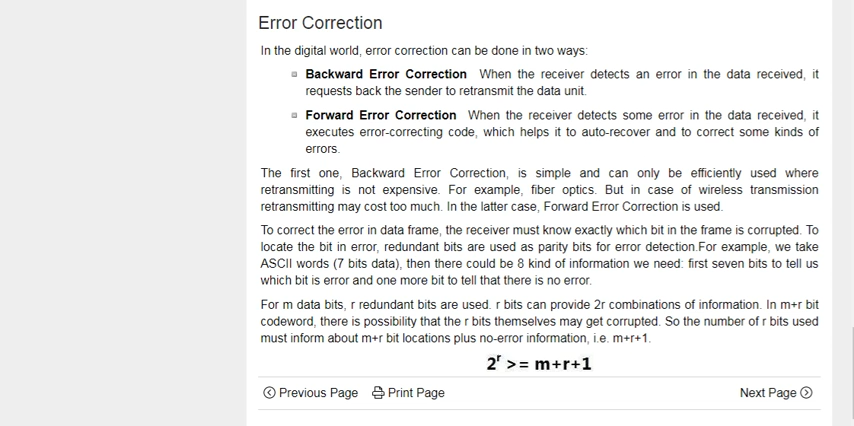 Error Correction
In the digital world, error correction can be done in two ways:
Backward Error Correction When the receiver detects an error in the data received, it
requests back the sender to retransmit the data unit.
Forward Error Correction When the receiver detects some error in the data received, it
executes error-correcting code, which helps it to auto-recover and to correct some kinds of
errors.
The first one, Backward Error Correction, is simple and can only be efficiently used where
retransmitting is not expensive. For example, fiber optics. But in case of wireless transmission
retransmitting may cost too much. In the latter case, Forward Error Correction is used.
To correct the error in data frame, the receiver must know exactly which bit in the frame is corrupted. To
locate the bit in error, redundant bits are used as parity bits for error detection.For example, we take
ASCII words (7 bits data), then there could be 8 kind of information we need: first seven bits to tell us
which bit is error and one more bit to tell that there is no error.
For m data bits, r redundant bits are used. r bits can provide 2r combinations of information. In m+r bit
codeword, there is possibility that the r bits themselves may get corrupted. So the number of r bits used
must inform about m+r bit locations plus no-error information, i.e. m+r+1.
2ʳ >= m+r+1
Previous Page Print Page Next Page